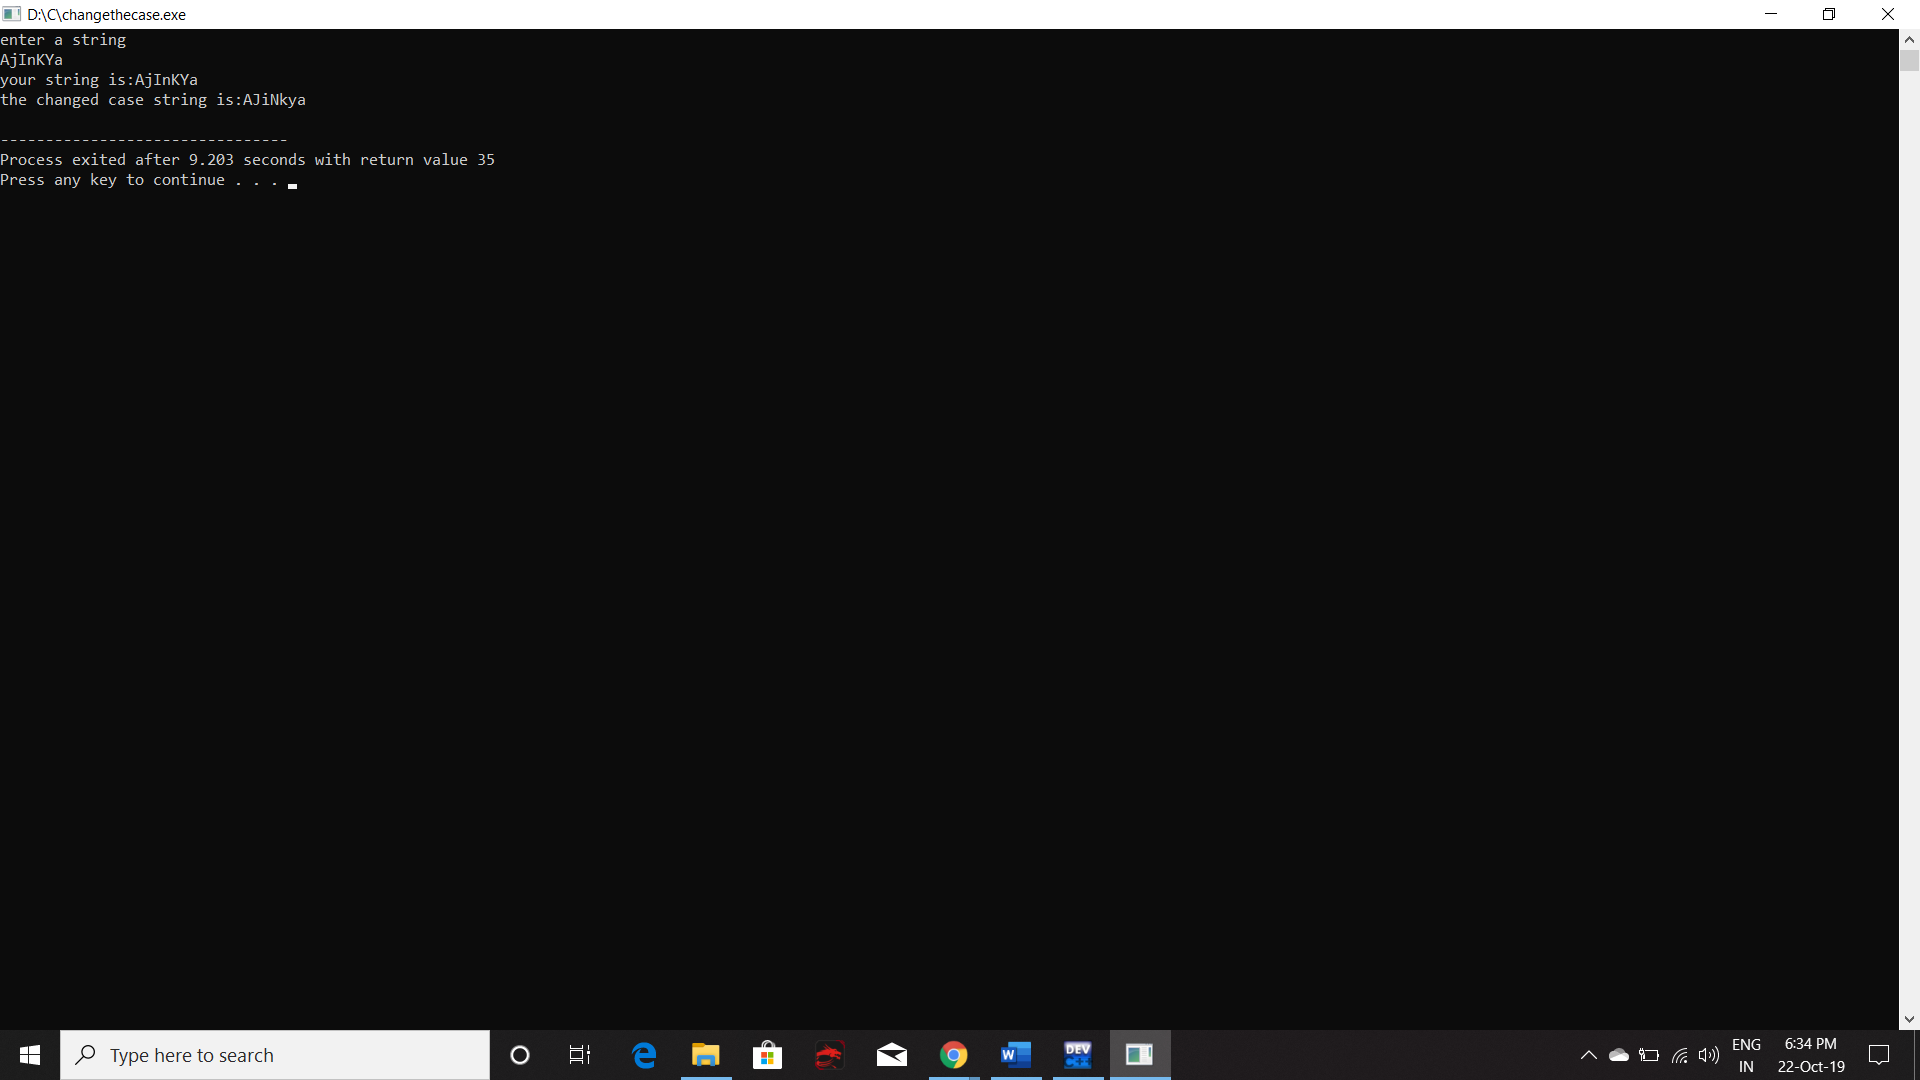 D:\C\changethecase.exe
enter a string
AjInKYa
your string is:AjInKYa
the changed case string is:AJiNkya
--------------------------------
Process exited after 9.203 seconds with return value 35
Press any key to continue . . .
Type here to search
W
DEV
C++
ENG
IN
6:34 PM
22-Oct-19